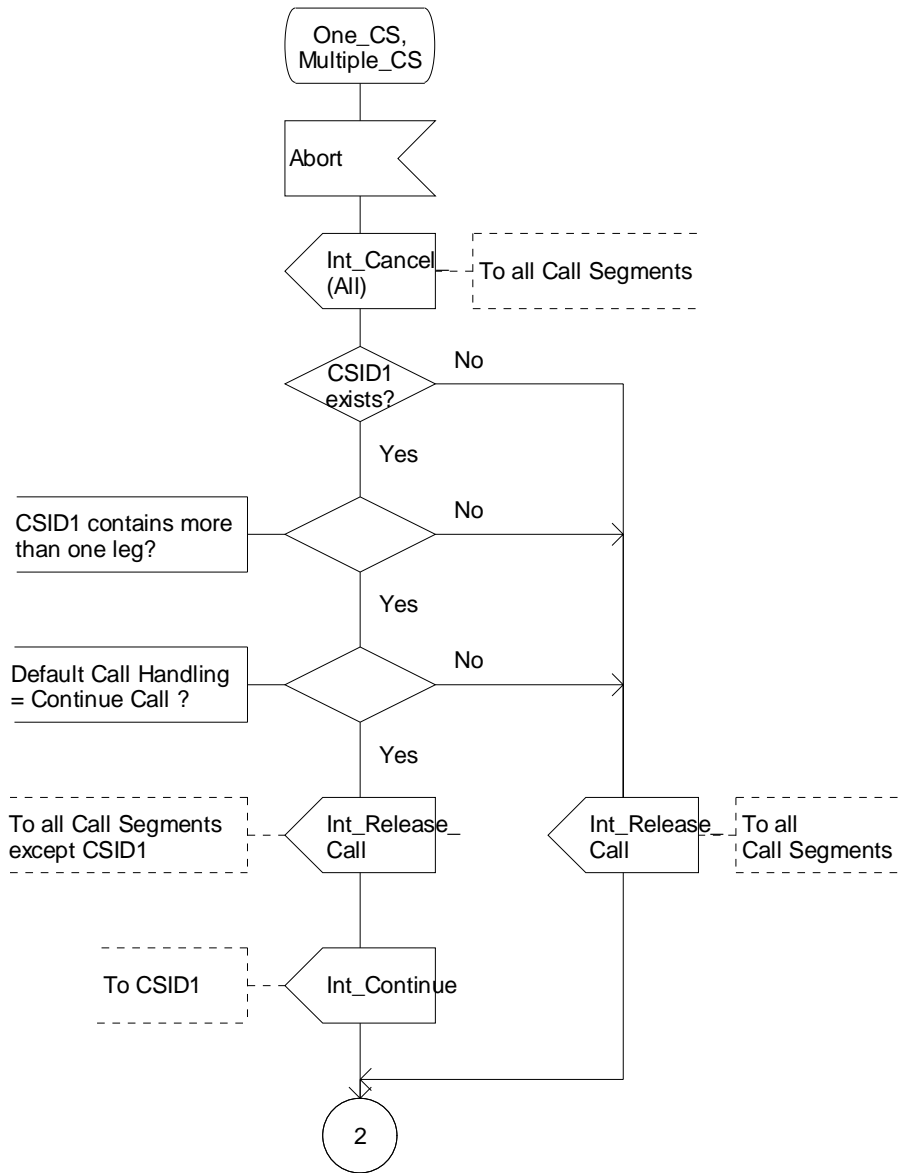 One_CS,
Multiple_CS
Abort
Int_Cancel_
(All)
To all Call Segments
CSID1
exists?
No
Yes
CSID1 contains more
than one leg?
No
Yes
Default Call Handling
= Continue Call ?
No
Yes
To all Call Segments
except CSID1
Int_Release_
Call
Int_Release_
Call
To all
Call Segments
To CSID1
Int_Continue
2